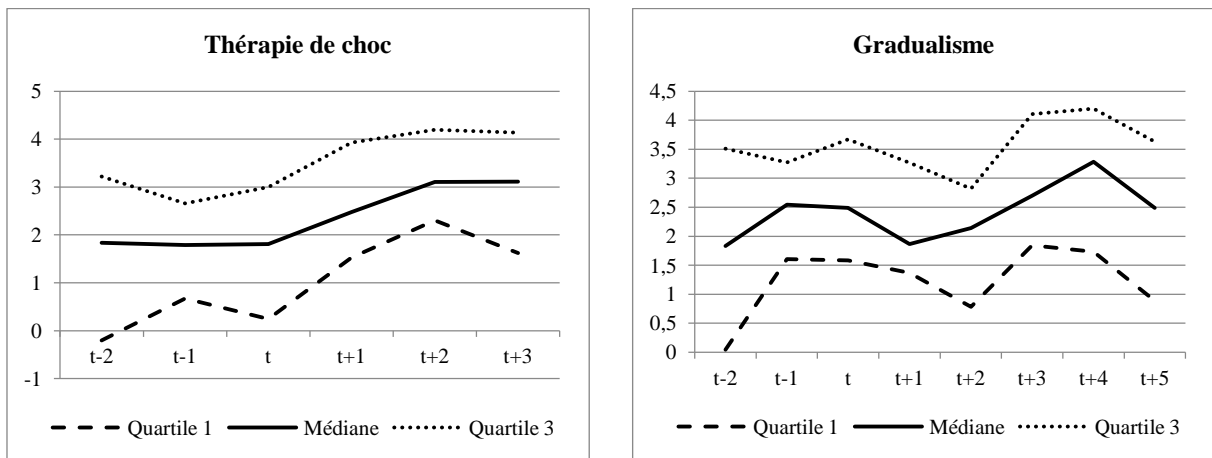 Thérapie de choc
5
4
3
2
1
0
-1
t-2 t-1 t t+1 t+2 t+3
Quartile 1 Médiane Quartile 3
Gradualisme
4,5
4
3,5
3
2,5
2
1,5
1
0,5
0
t-2 t-1 t t+1 t+2 t+3 t+4 t+5
Quartile 1 Médiane Quartile 3